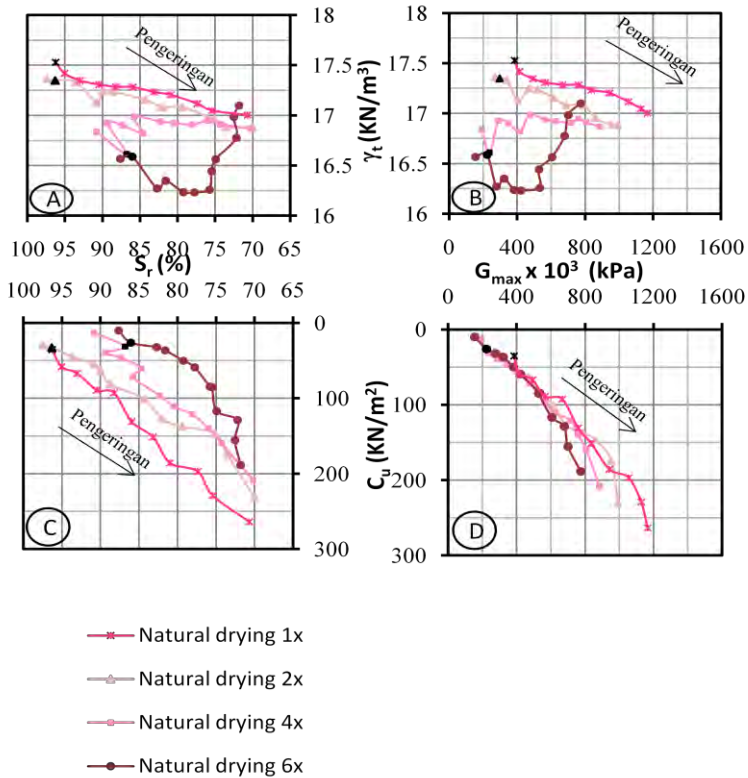 18
17.5
17
16.5
16
Pengeringan
A
γt (KN/m³)
18
17.5
17
16.5
16
Pengeringan
B
100 95 90 85 80 75 70 65
Sr (%)
100 95 90 85 80 75 70 65
0 400 800 1200 1600
Gmax x 10³ (kPa)
0 400 800 1200 1600
0
100
200
300
Pengeringan
C
Cu (KN/m²)
0
100
200
300
Pengeringan
D
Natural drying 1x
Natural drying 2x
Natural drying 4x
Natural drying 6x